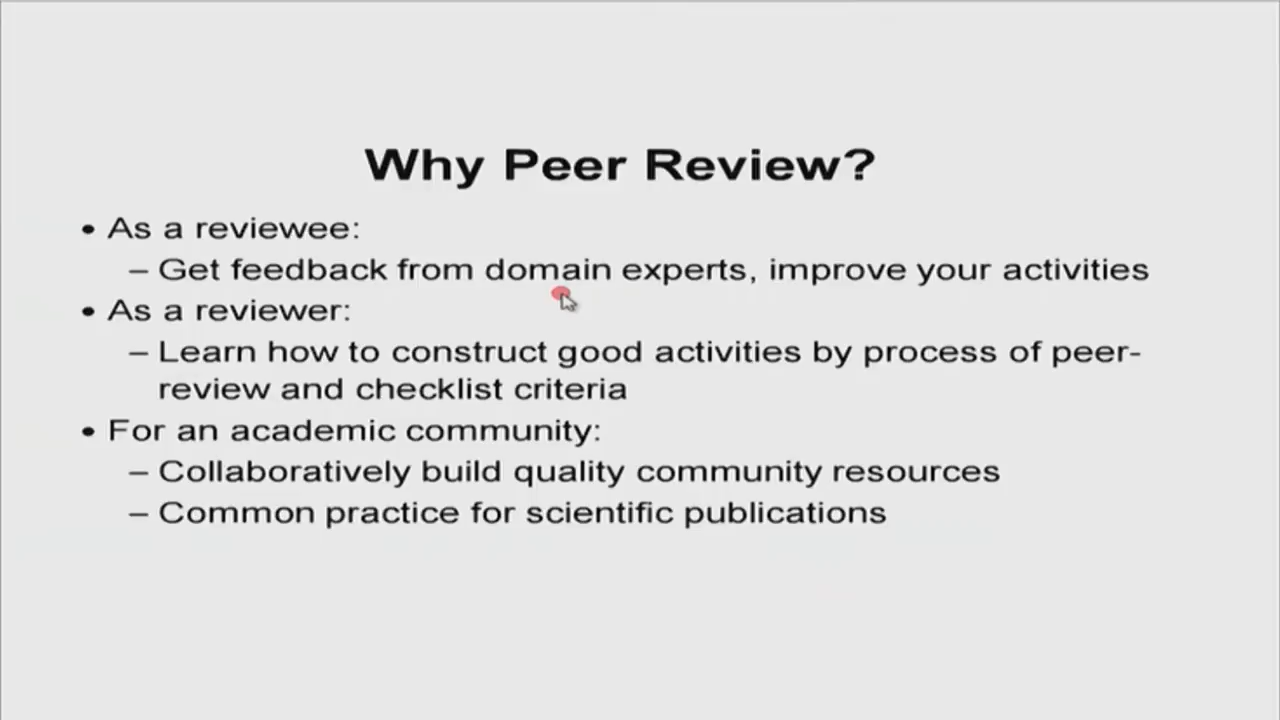 Why Peer Review?
• As a reviewee:
– Get feedback from domain experts, improve your activities
• As a reviewer:
– Learn how to construct good activities by process of peer-
review and checklist criteria
• For an academic community:
– Collaboratively build quality community resources
– Common practice for scientific publications